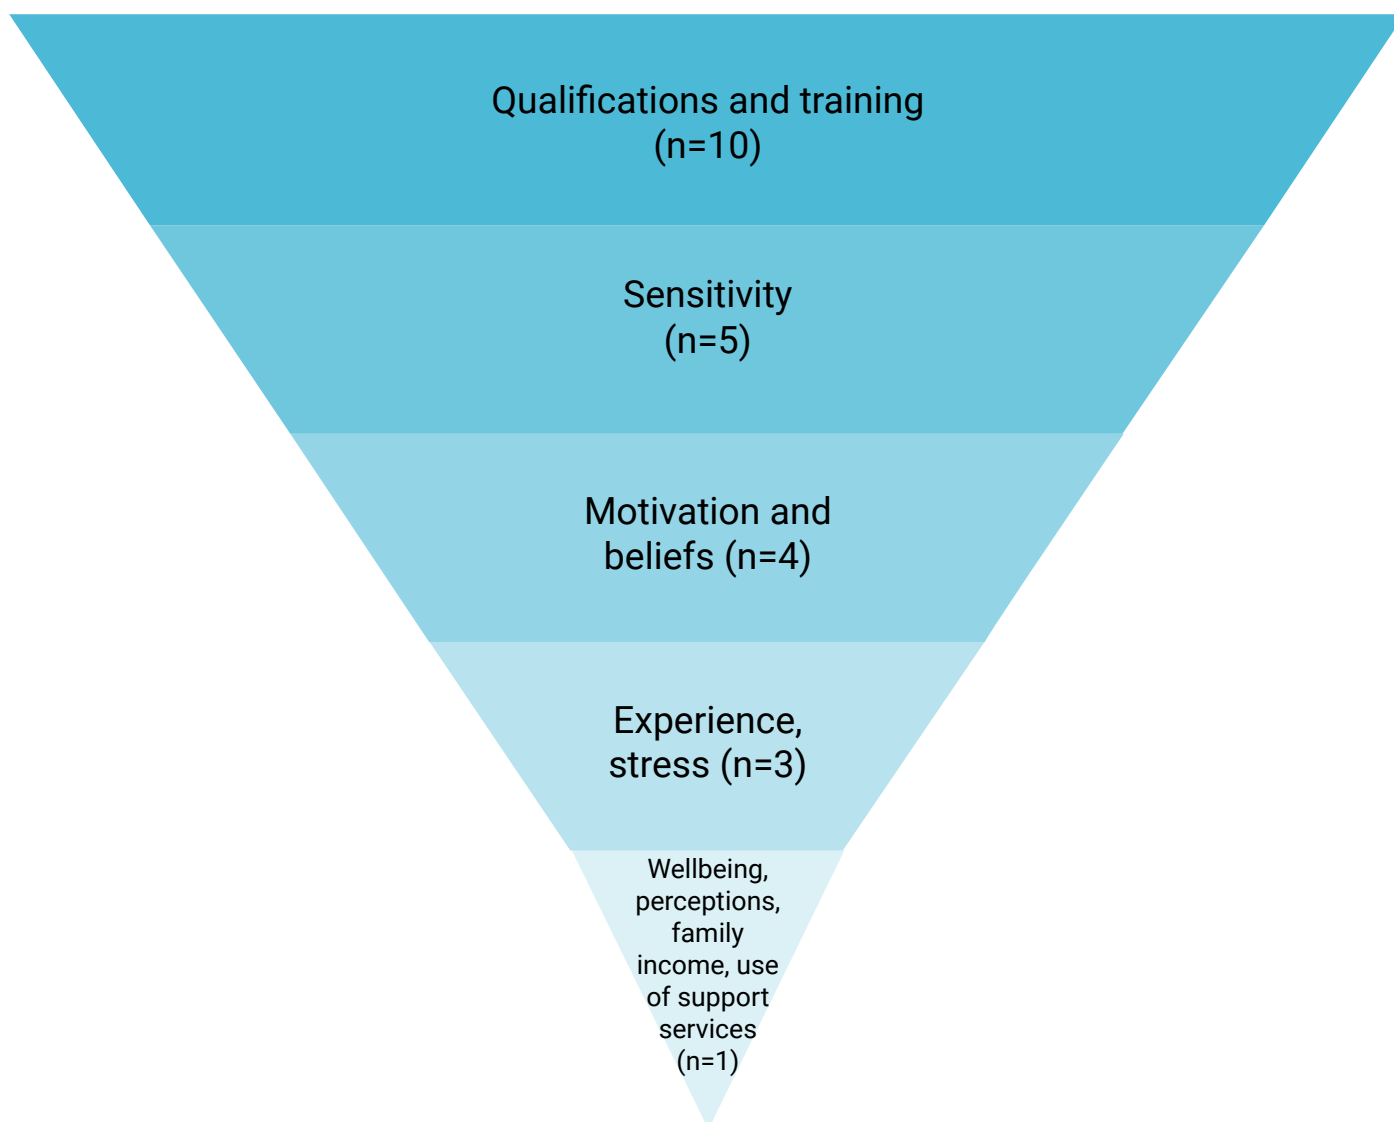 Qualifications and training
(n=10)
Sensitivity
(n=5)
Motivation and
beliefs (n=4)
Experience,
stress (n=3)
Wellbeing,
perceptions,
family
income, use
of support
services
(n=1)